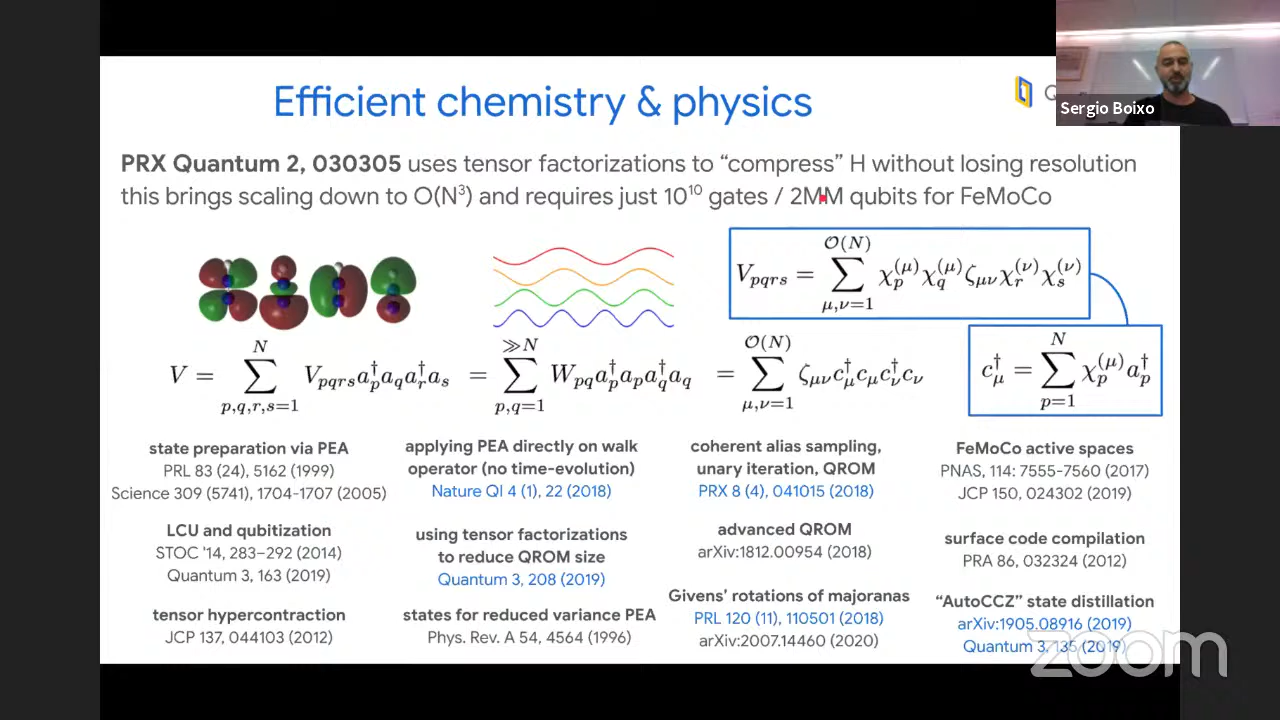 Efficient chemistry & physics
Sergio Boixo
PRX Quantum 2, 030305 uses tensor factorizations to “compress” H without losing resolution
this brings scaling down to O(N³) and requires just 10¹⁰ gates / 2MM qubits for FeMoCo
V_{pqrs} = \sum_{μ,ν=1}^{O(N)} χ_p^{(μ)} χ_q^{(μ)} ζ_{μν} χ_r^{(ν)} χ_s^{(ν)}
V = \sum_{p,q,r,s=1}^{N} V_{pqrs} a_p^† a_q a_r^† a_s = \sum_{p,q=1}^{≫N} W_{pq} a_p^† a_p a_q^† a_q = \sum_{μ,ν=1}^{O(N)} ζ_{μν} c_μ^† c_μ c_ν^† c_ν
c_μ^† = \sum_{p=1}^{N} χ_p^{(μ)} a_p^†
state preparation via PEA
PRL 83 (24), 5162 (1999)
Science 309 (5741), 1704-1707 (2005)
applying PEA directly on walk
operator (no time-evolution)
Nature QI 4 (1), 22 (2018)
coherent alias sampling,
unary iteration, QROM
PRX 8 (4), 041015 (2018)
FeMoCo active spaces
PNAS, 114: 7555-7560 (2017)
JCP 150, 024302 (2019)
LCU and qubitization
STOC '14, 283–292 (2014)
Quantum 3, 163 (2019)
using tensor factorizations
to reduce QROM size
Quantum 3, 208 (2019)
advanced QROM
arXiv:1812.00954 (2018)
surface code compilation
PRA 86, 032324 (2012)
tensor hypercontraction
JCP 137, 044103 (2012)
states for reduced variance PEA
Phys. Rev. A 54, 4564 (1996)
Givens’ rotations of majoranas
PRL 120 (11), 110501 (2018)
arXiv:2007.14460 (2020)
“AutoCCZ” state distillation
arXiv:1905.08916 (2019)
Quantum 3, 135 (2019)
zoom